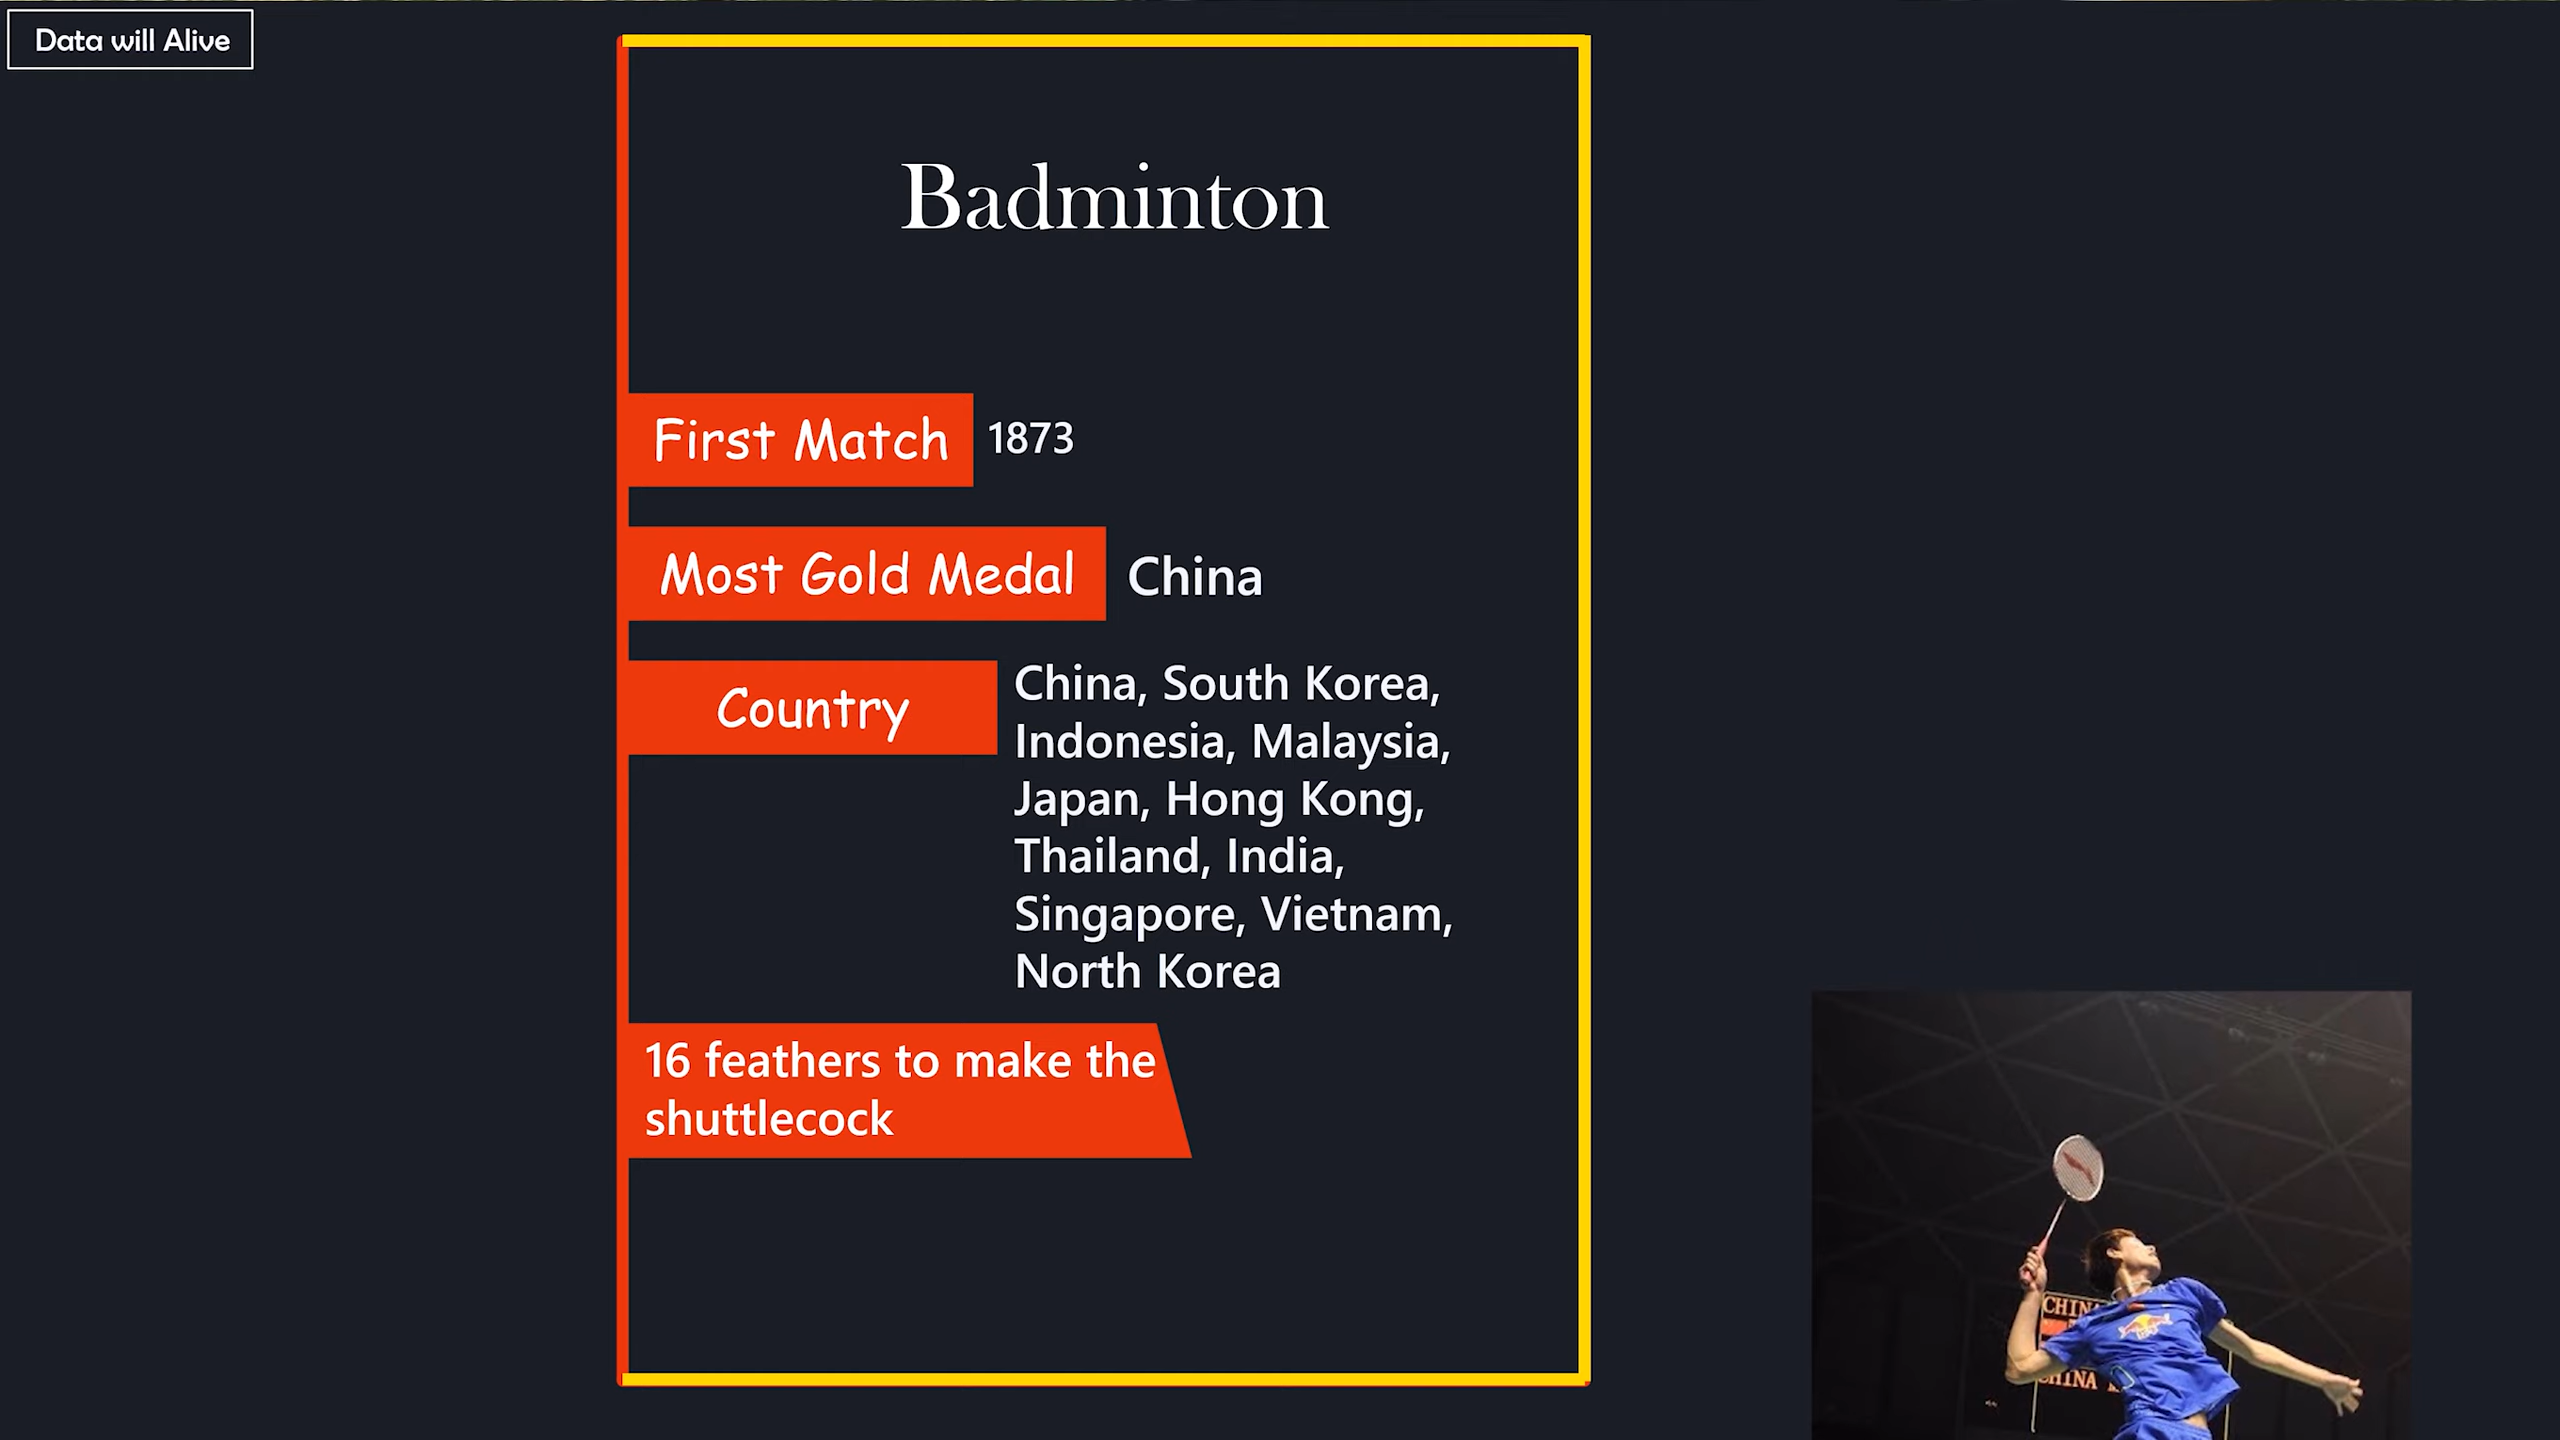 Data will Alive
Badminton
First Match 1873
Most Gold Medal China
Country
China, South Korea,
Indonesia, Malaysia,
Japan, Hong Kong,
Thailand, India,
Singapore, Vietnam,
North Korea
16 feathers to make the
shuttlecock
CHINA